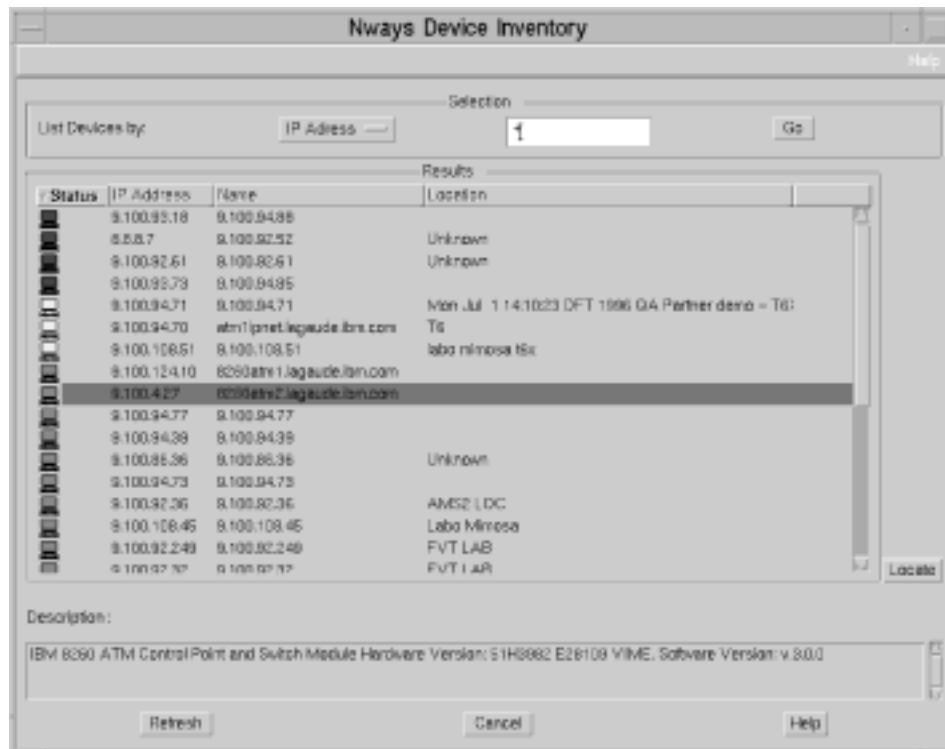 Nways Device Inventory
Help
Selection
List Devices by: IP Adress * Go
Results
Status IP Address Name Location
9.100.93.18 9.100.94.88
8.8.8.7 9.100.92.52 Unknown
9.100.92.61 9.100.92.61 Unknown
9.100.93.73 9.100.94.85
9.100.94.71 9.100.94.71 Mon Jul 1 14:10:23 DFT 1996 QA Partner demo - T6
9.100.94.70 atm1ipnet.lagaude.ibm.com T6
9.100.108.51 9.100.108.51 labo mimosa
9.100.124.10 8260atm1.lagaude.ibm.com
9.100.4.27 8260atm2.lagaude.ibm.com
9.100.94.77 9.100.94.77
9.100.94.39 9.100.94.39
9.100.86.36 9.100.86.36 Unknown
9.100.94.73 9.100.94.73
9.100.92.36 9.100.92.36 AMS2 LDC
9.100.108.45 9.100.108.45 Labo Mimosa
9.100.92.249 9.100.92.249 FVT LAB
9.100.92.32 9.100.92.32 FVT LAB
Locate
Description:
IBM 8260 ATM Control Point and Switch Module Hardware Version: VIME, Software Version: v.3.0.0
Refresh Cancel Help